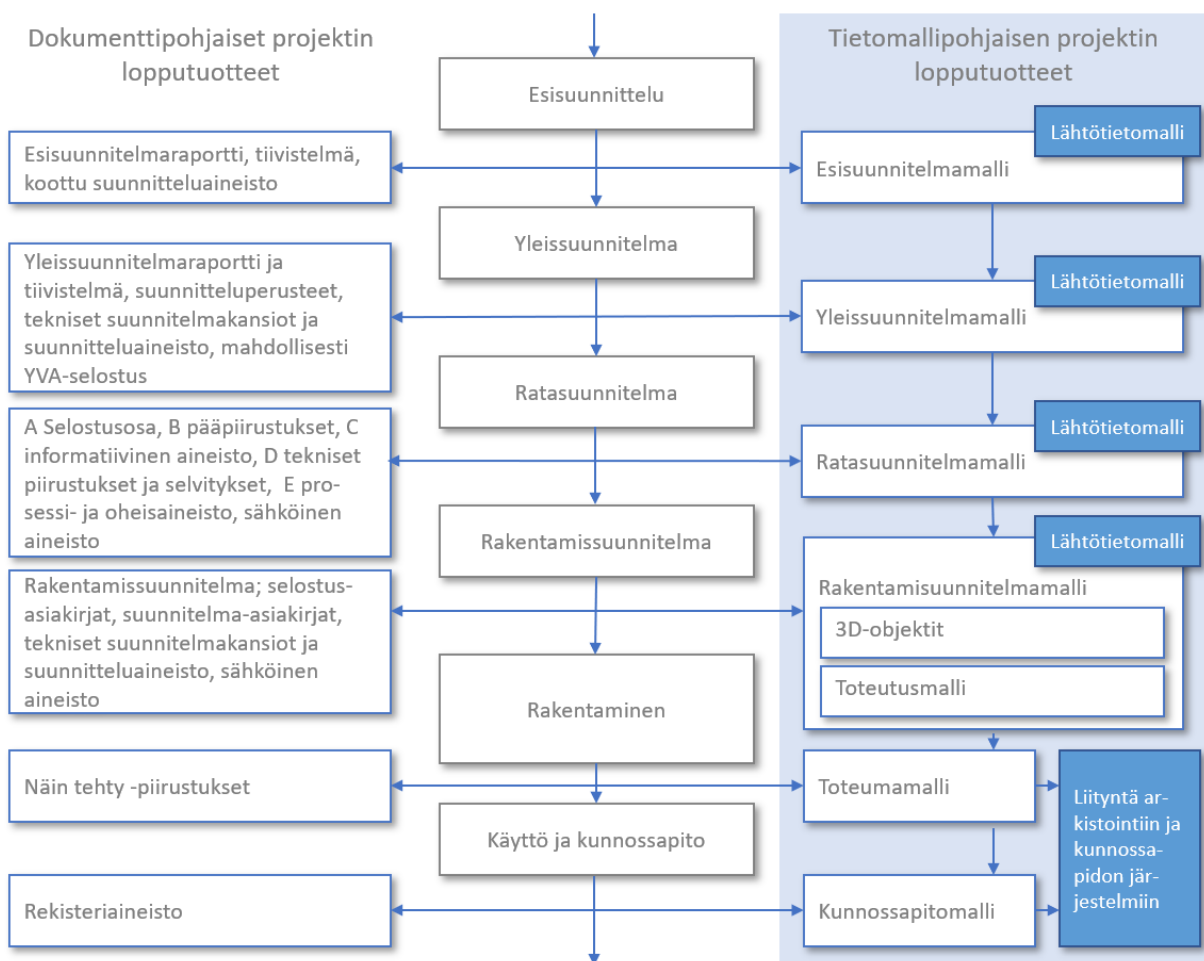 Dokumenttipohjaiset projektin
lopputuotteet
Esisuunnitelmaraportti, tiivistelmä,
koottu suunnitteluaineisto
Yleissuunnitelmaraportti ja
tiivistelmä, suunnitteluperusteet,
tekniset suunnitelmakansiot ja
suunnitteluaineisto, mahdollisesti
YVA-selostus
A Selostusosa, B pääpiirustukset, C
informatiivinen aineisto, D tekniset
piirustukset ja selvitykset, E pro-
sessi- ja oheisaineisto, sähköinen
aineisto
Rakentamissuunnitelma; selostus-
asiakirjat, suunnitelma-asiakirjat,
tekniset suunnitelmakansiot ja
suunnitteluaineisto, sähköinen
aineisto
Näin tehty -piirustukset
Rekisteriaineisto
Esisuunnittelu
Yleissuunnitelma
Ratasuunnitelma
Rakentamissuunnitelma
Rakentaminen
Käyttö ja kunnossapito
Tietomallipohjaisen projektin
lopputuotteet
Lähtötietomalli
Esisuunnitelmamalli
Lähtötietomalli
Yleissuunnitelmamalli
Lähtötietomalli
Ratasuunnitelmamalli
Lähtötietomalli
Rakentamisuunnitelmamalli
3D-objektit
Toteutusmalli
Toteumamalli
Kunnossapitomalli
Liityntä ar-
kistointiin ja
kunnossa-
pidon jär-
jestelmiin